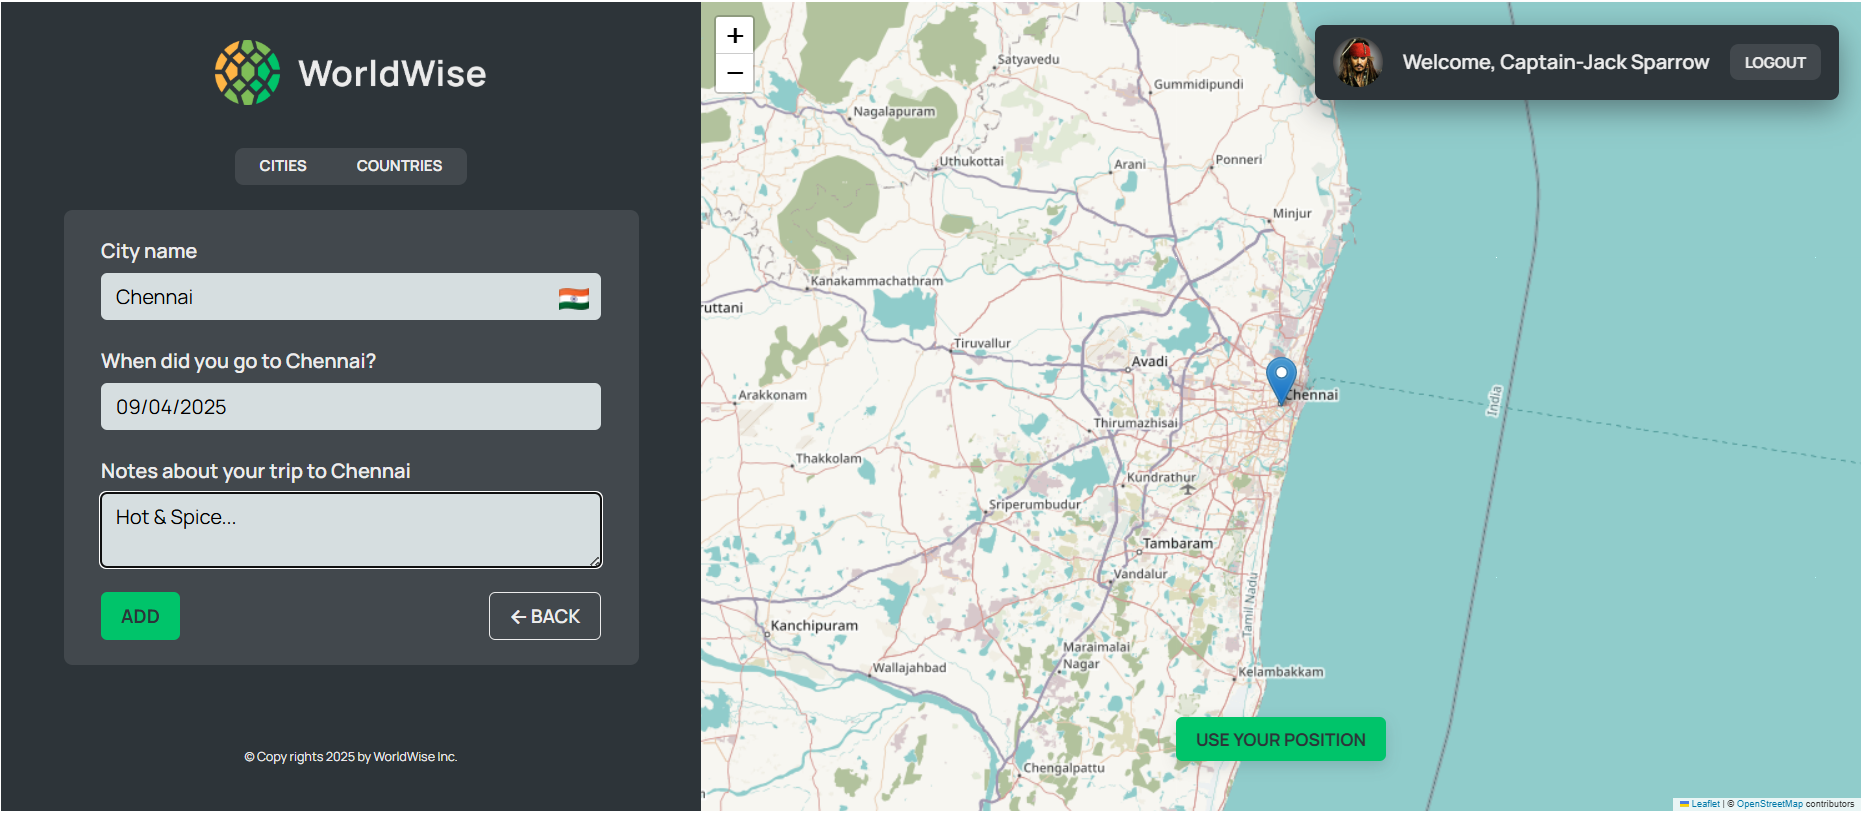 WorldWise
CITIES
COUNTRIES
City name
Chennai
When did you go to Chennai?
09/04/2025
Notes about your trip to Chennai
Hot & Spice...
ADD
← BACK
© Copy rights 2025 by WorldWise Inc.
+
−
Welcome, Captain-Jack Sparrow
LOGOUT
Satyavedu
Gummidipundi
Nagalapuram
Uthukottai
Arani
Ponneri
Minjur
Kanakammachathram
ruttani
Tiruvallur
Avadi
Arakkonam
Chennai
India
Thirumazhisai
Thakkolam
Kundrathur
Sriperumbudur
Tambaram
Vandalur
Tamil Nadu
Kanchipuram
Maraimalai
Nagar
Wallajahbad
Kelambakkam
USE YOUR POSITION
Chengalpattu
Leaflet | © OpenStreetMap contributors